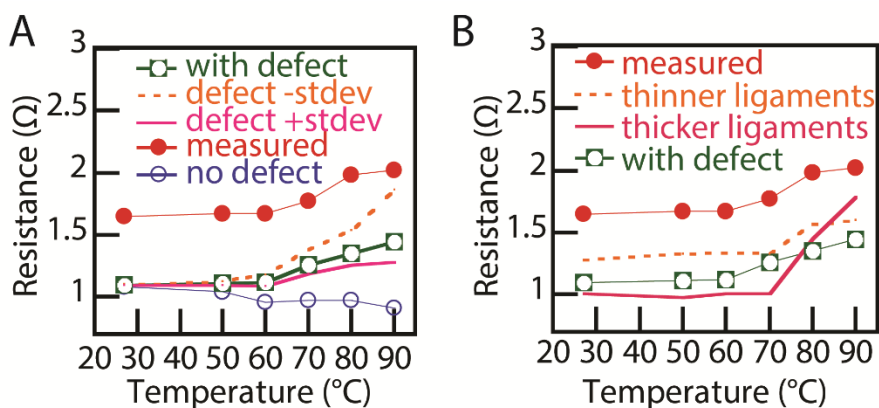 A
3
2.5
2
1.5
1
Resistance (Ω)
with defect
defect -stdev
defect +stdev
measured
no defect
20 30 40 50 60 70 80 90
Temperature (°C)
B
3
2.5
2
1.5
1
Resistance (Ω)
measured
thinner ligaments
thicker ligaments
with defect
20 30 40 50 60 70 80 90
Temperature (°C)